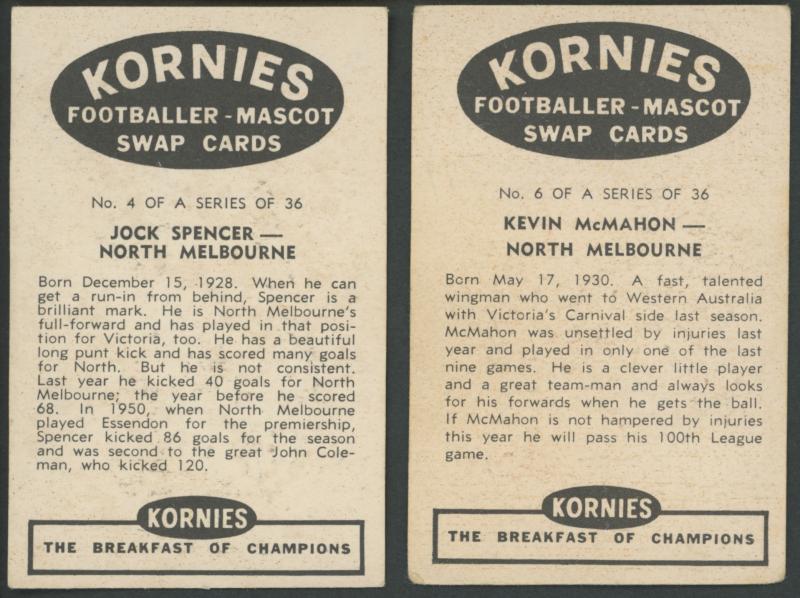 KORNIES
FOOTBALLER - MASCOT
SWAP CARDS
No. 4 OF A SERIES OF 36
JOCK SPENCER —
NORTH MELBOURNE
Born December 15, 1928. When he can
get a run-in from behind, Spencer is a
brilliant mark. He is North Melbourne's
full-forward and has played in that posi-
tion for Victoria, too. He has a beautiful
long punt kick and has scored many goals
for North. But he is not consistent.
Last year he kicked 40 goals for North
Melbourne; the year before he scored
68. In 1950, when North Melbourne
played Essendon for the premiership,
Spencer kicked 86 goals for the season
and was second to the great John Cole-
man, who kicked 120.
KORNIES
THE BREAKFAST OF CHAMPIONS
KORNIES
FOOTBALLER - MASCOT
SWAP CARDS
No. 6 OF A SERIES OF 36
KEVIN McMAHON —
NORTH MELBOURNE
Born May 17, 1930. A fast, talented
wingman who went to Western Australia
with Victoria's Carnival side last season.
McMahon was unsettled by injuries last
year and played in only one of the last
nine games. He is a clever little player
and a great team-man and always looks
for his forwards when he gets the ball.
If McMahon is not hampered by injuries
this year he will pass his 100th League
game.
KORNIES
THE BREAKFAST OF CHAMPIONS